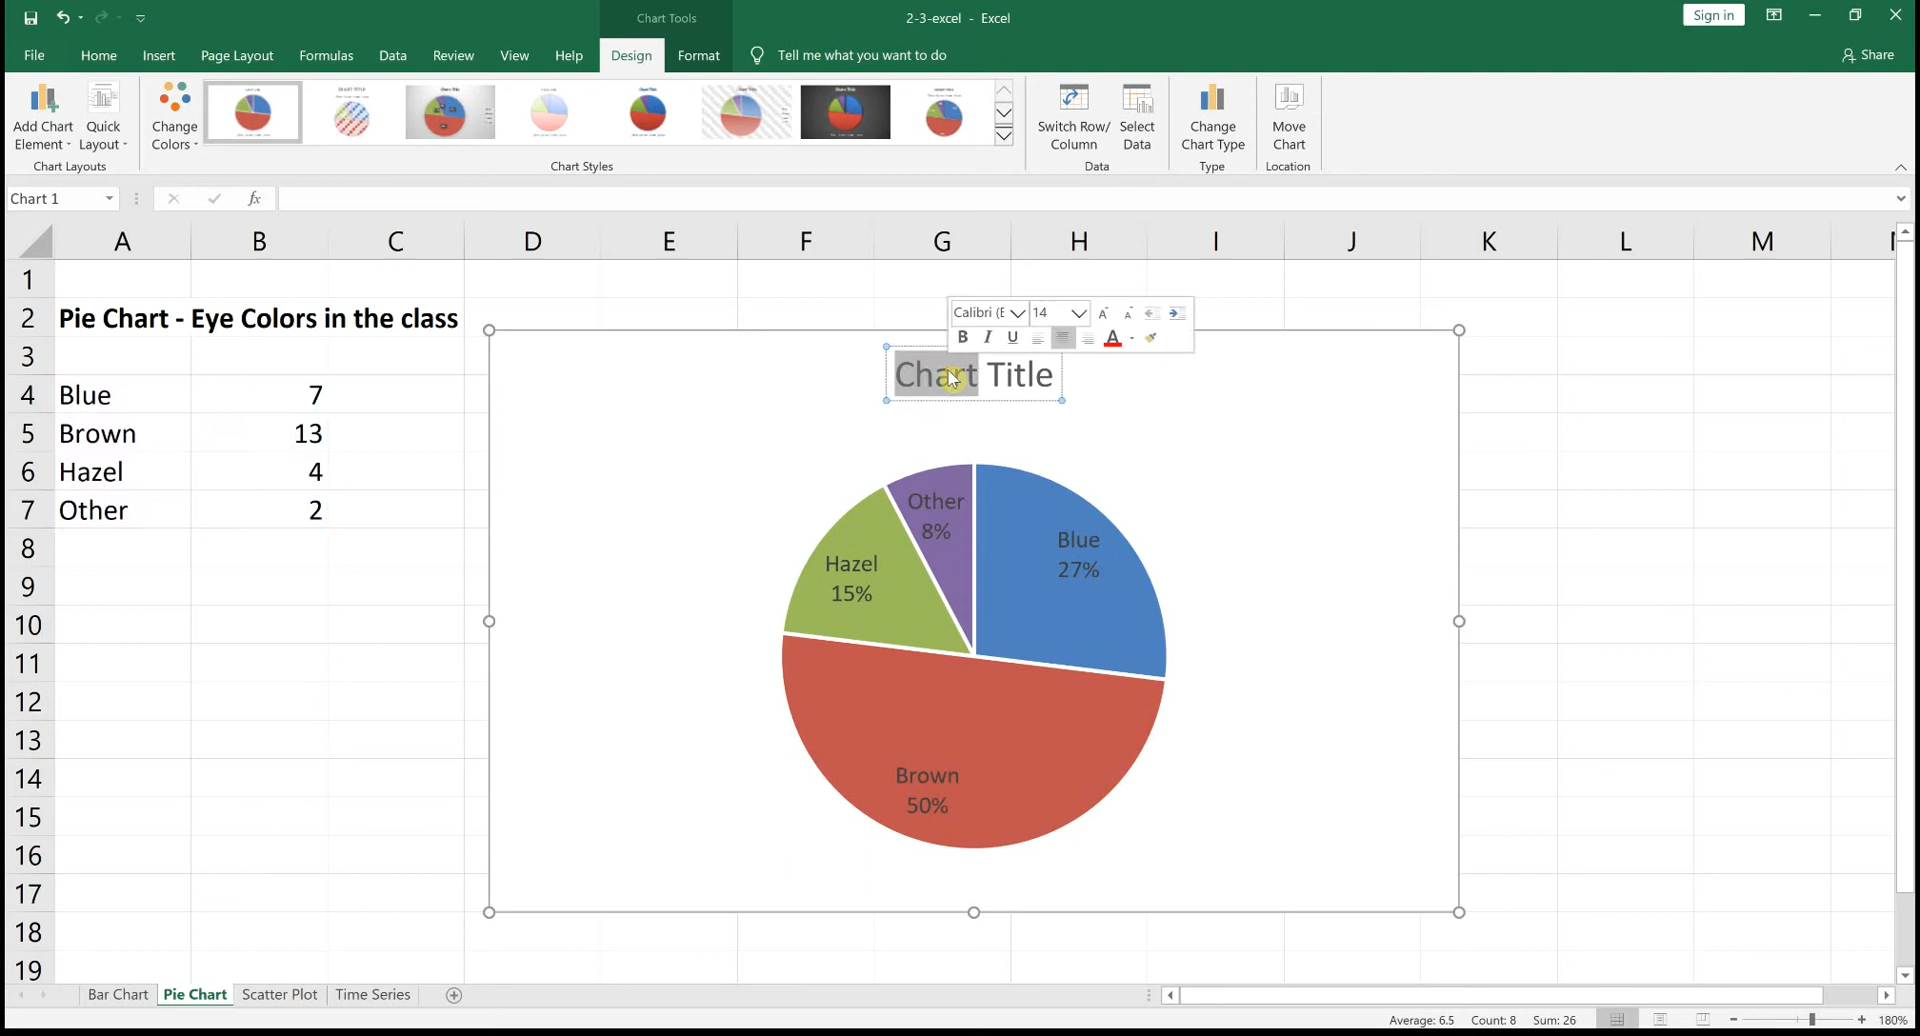 Chart Tools
2-3-excel - Excel
Sign in
File Home Insert Page Layout Formulas Data Review View Help Design Format Tell me what you want to do Share
Add Chart Element
Quick Layout
Change Colors
Switch Row/ Column
Select Data
Change Chart Type
Move Chart
Chart Layouts Chart Styles Data Type Location
Chart 1 fx
A B C D E F G H I J K L M
1
2 Pie Chart - Eye Colors in the class
3
4 Blue 7
5 Brown 13
6 Hazel 4
7 Other 2
8
9
10
11
12
13
14
15
16
17
18
19
Calibri (E 14
B I U A
Chart Title
Other
8%
Blue
27%
Hazel
15%
Brown
50%
Bar Chart Pie Chart Scatter Plot Time Series
Average: 6.5 Count: 8 Sum: 26 180%